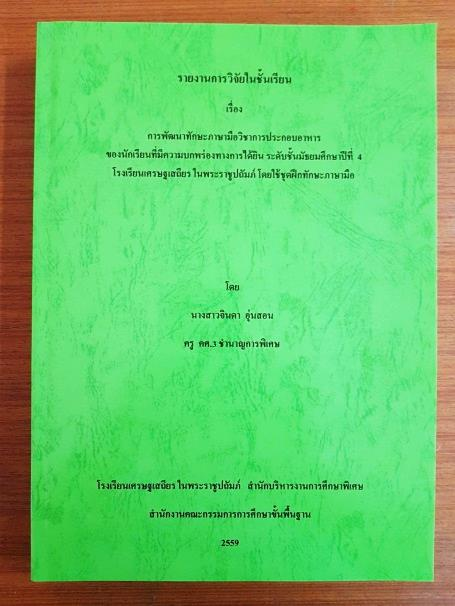 รายงานการวิจัยในชั้นเรียน
เรื่อง
การพัฒนาทักษะภาษามือวิชาการประกอบอาหาร
ของนักเรียนที่มีความบกพร่องทางการได้ยิน ระดับชั้นมัธยมศึกษาปีที่ 4
โรงเรียนเศรษฐเสถียร ในพระราชูปถัมภ์ โดยใช้ชุดฝึกทักษะภาษามือ
โดย
นางสาวจินดา อุ่นสอน
ครู คศ.3 ชำนาญการพิเศษ
โรงเรียนเศรษฐเสถียร ในพระราชูปถัมภ์ สำนักบริหารงานการศึกษาพิเศษ
สำนักงานคณะกรรมการการศึกษาขั้นพื้นฐาน
2559